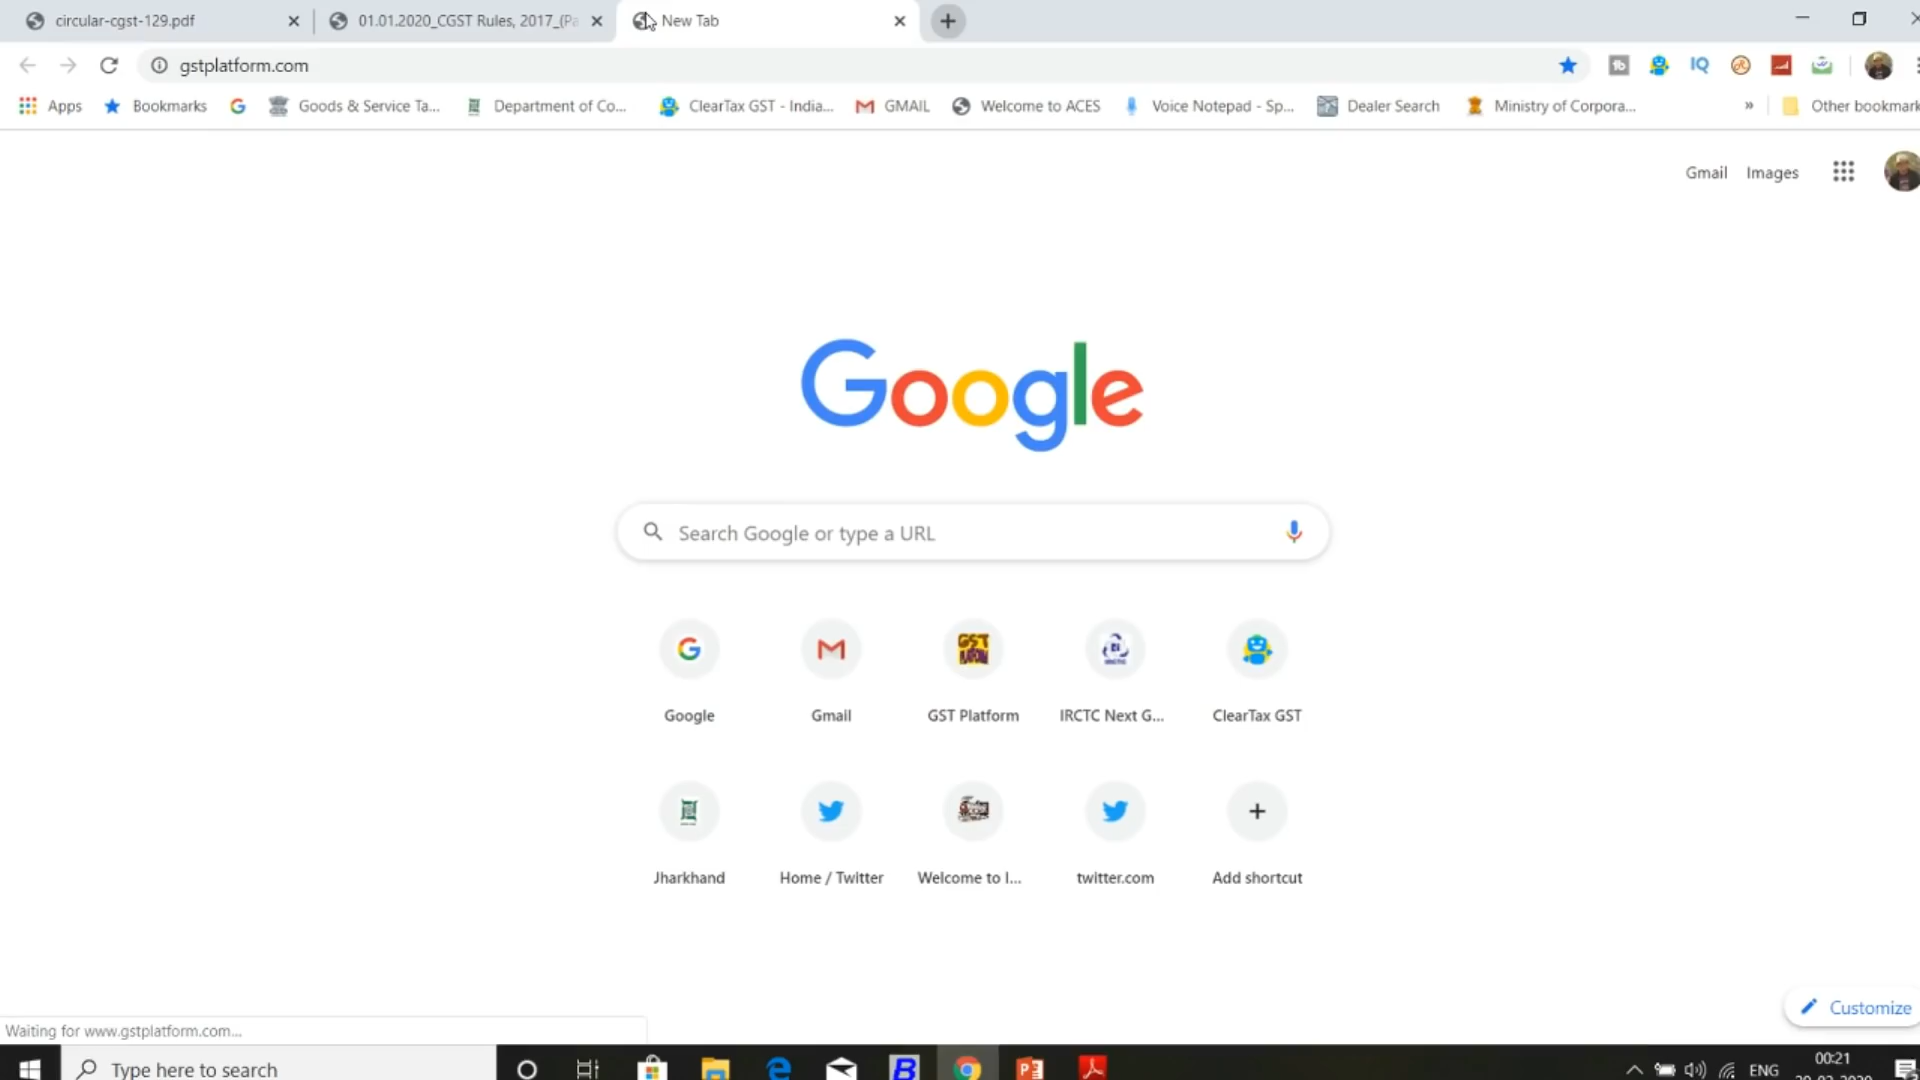 circular-cgst-129.pdf
01.01.2020_CGST Rules, 2017_(Pa
New Tab
gstplatform.com
Apps
Bookmarks
Goods & Service Ta...
Department of Co...
ClearTax GST - India...
GMAIL
Welcome to ACES
Voice Notepad - Sp...
Dealer Search
Ministry of Corpora...
»
Other bookmark
Gmail
Images
Google
Search Google or type a URL
Google
Gmail
GST Platform
IRCTC Next G...
ClearTax GST
Jharkhand
Home / Twitter
Welcome to I...
twitter.com
Add shortcut
Customize
Waiting for www.gstplatform.com...
Type here to search
ENG
00:21